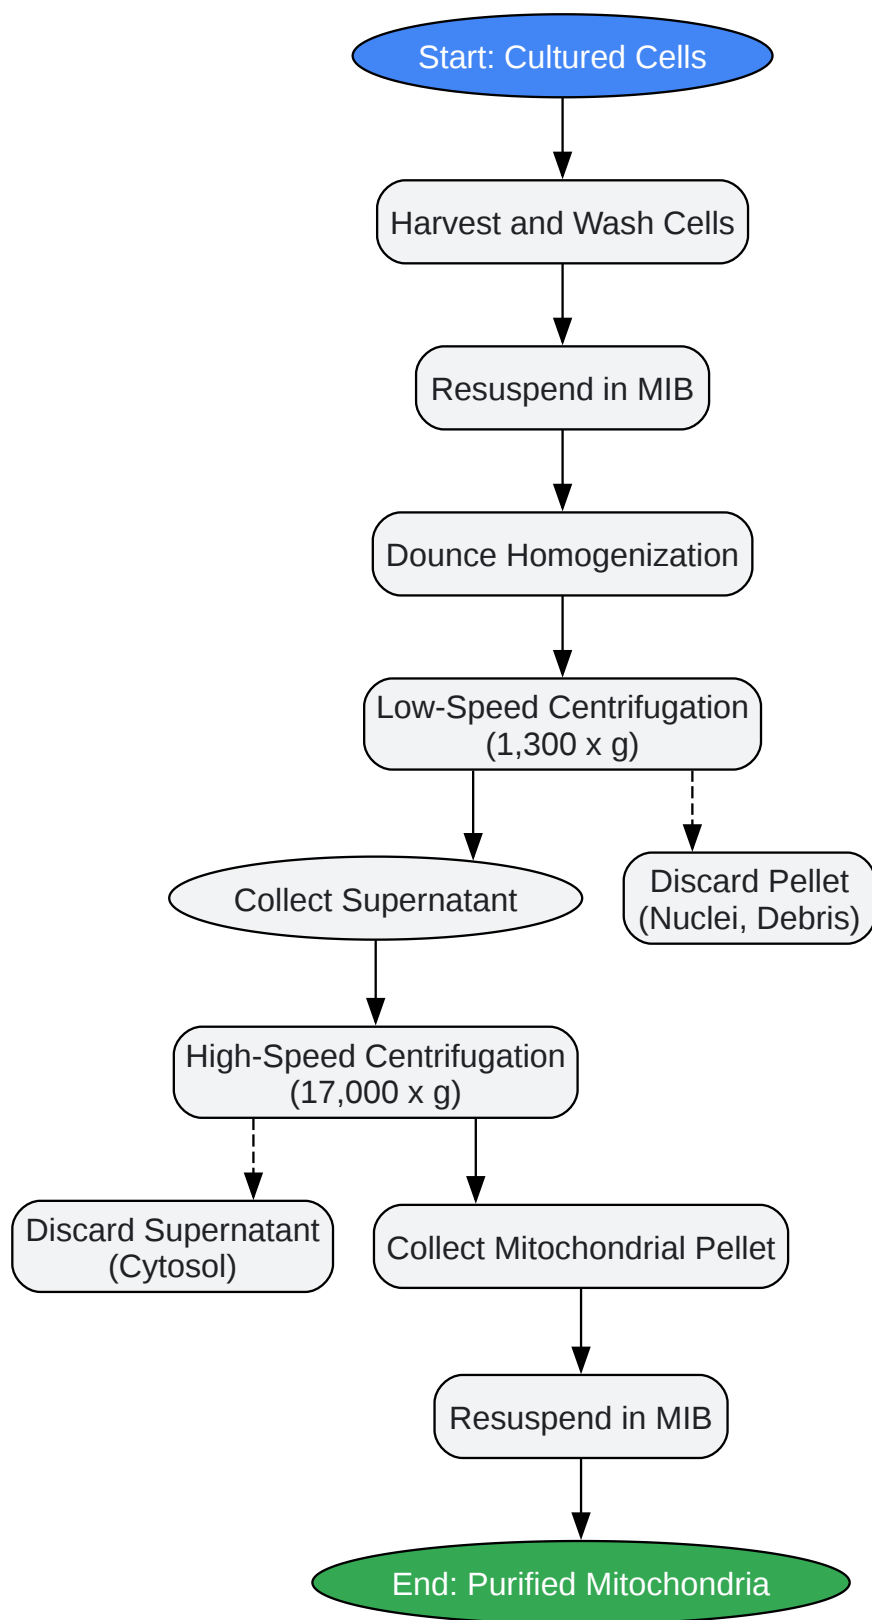 Start: Cultured Cells
Harvest and Wash Cells
Resuspend in MIB
Dounce Homogenization
Low-Speed Centrifugation
(1,300 x g)
Collect Supernatant
Discard Pellet
(Nuclei, Debris)
High-Speed Centrifugation
(17,000 x g)
Discard Supernatant
(Cytosol)
Collect Mitochondrial Pellet
Resuspend in MIB
End: Purified Mitochondria